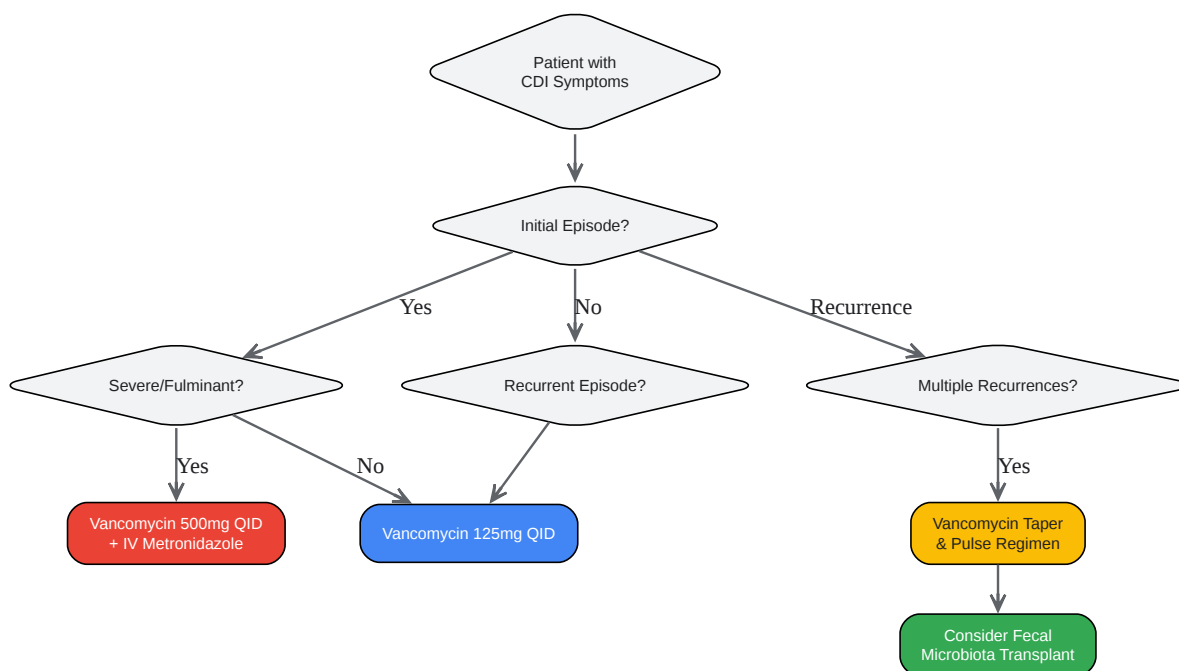 Patient with
CDI Symptoms
Initial Episode?
Yes
No
Recurrence
Severe/Fulminant?
Recurrent Episode?
Multiple Recurrences?
Yes
No
Yes
Vancomycin 500mg QID
+ IV Metronidazole
Vancomycin 125mg QID
Vancomycin Taper
& Pulse Regimen
Consider Fecal
Microbiota Transplant